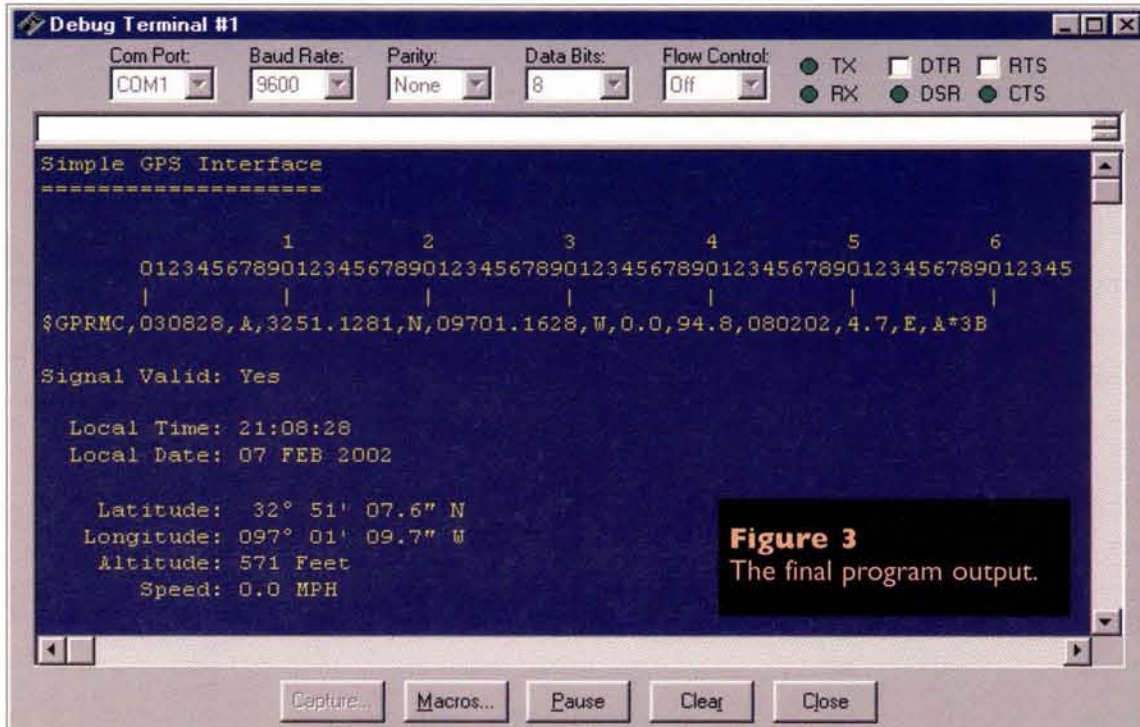 Debug Terminal #1
Com Port: Baud Rate: Parity: Data Bits: Flow Control:
COM1 9600 None 8 Off
TX DTR RTS
RX DSR CTS
Simple GPS Interface
====================
1 2 3 4 5 6
012345678901234567890123456789012345678901234567890123456789012345
| | | | | | |
$GPRMC,030828,A,3251.1281,N,09701.1628,W,0.0,94.8,080202,4.7,E,A*3B
Signal Valid: Yes
Local Time: 21:08:28
Local Date: 07 FEB 2002
Latitude: 32° 51' 07.6" N
Longitude: 097° 01' 09.7" W
Altitude: 571 Feet
Speed: 0.0 MPH
Figure 3
The final program output.
Capture... Macros... Pause Clear Close